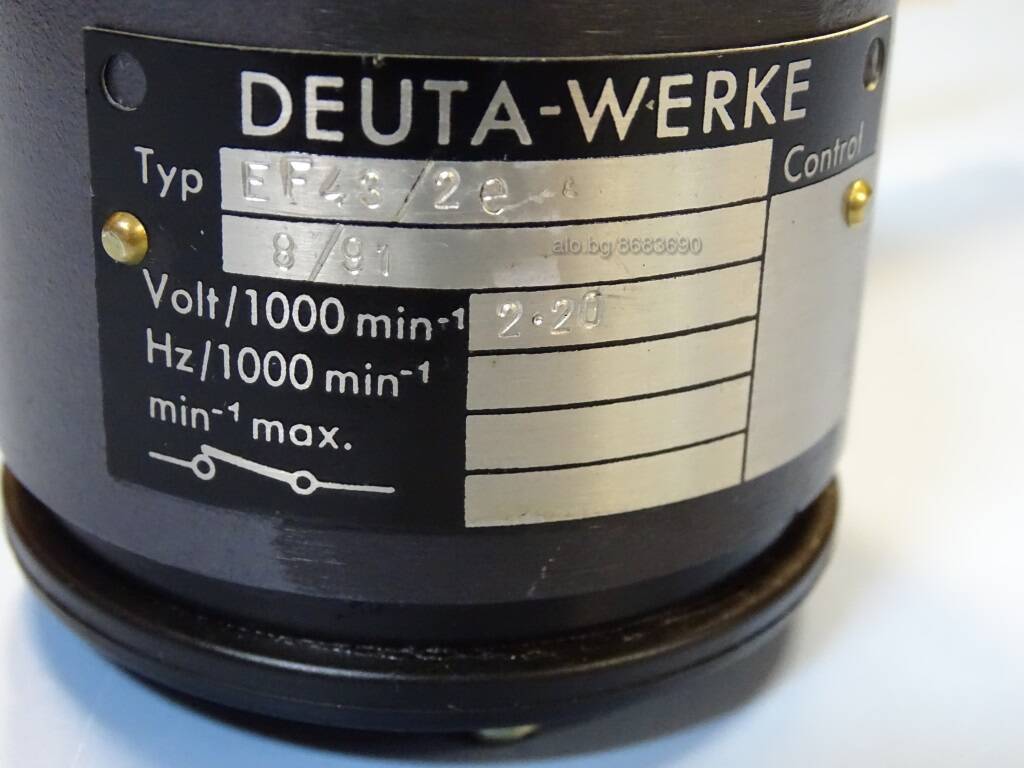 DEUTA-WERKE
Typ EF43/2e
Control
8/91
alo.bg 8683690
Volt/1000 min⁻¹ 2·20
Hz/1000 min⁻¹
min⁻¹ max.